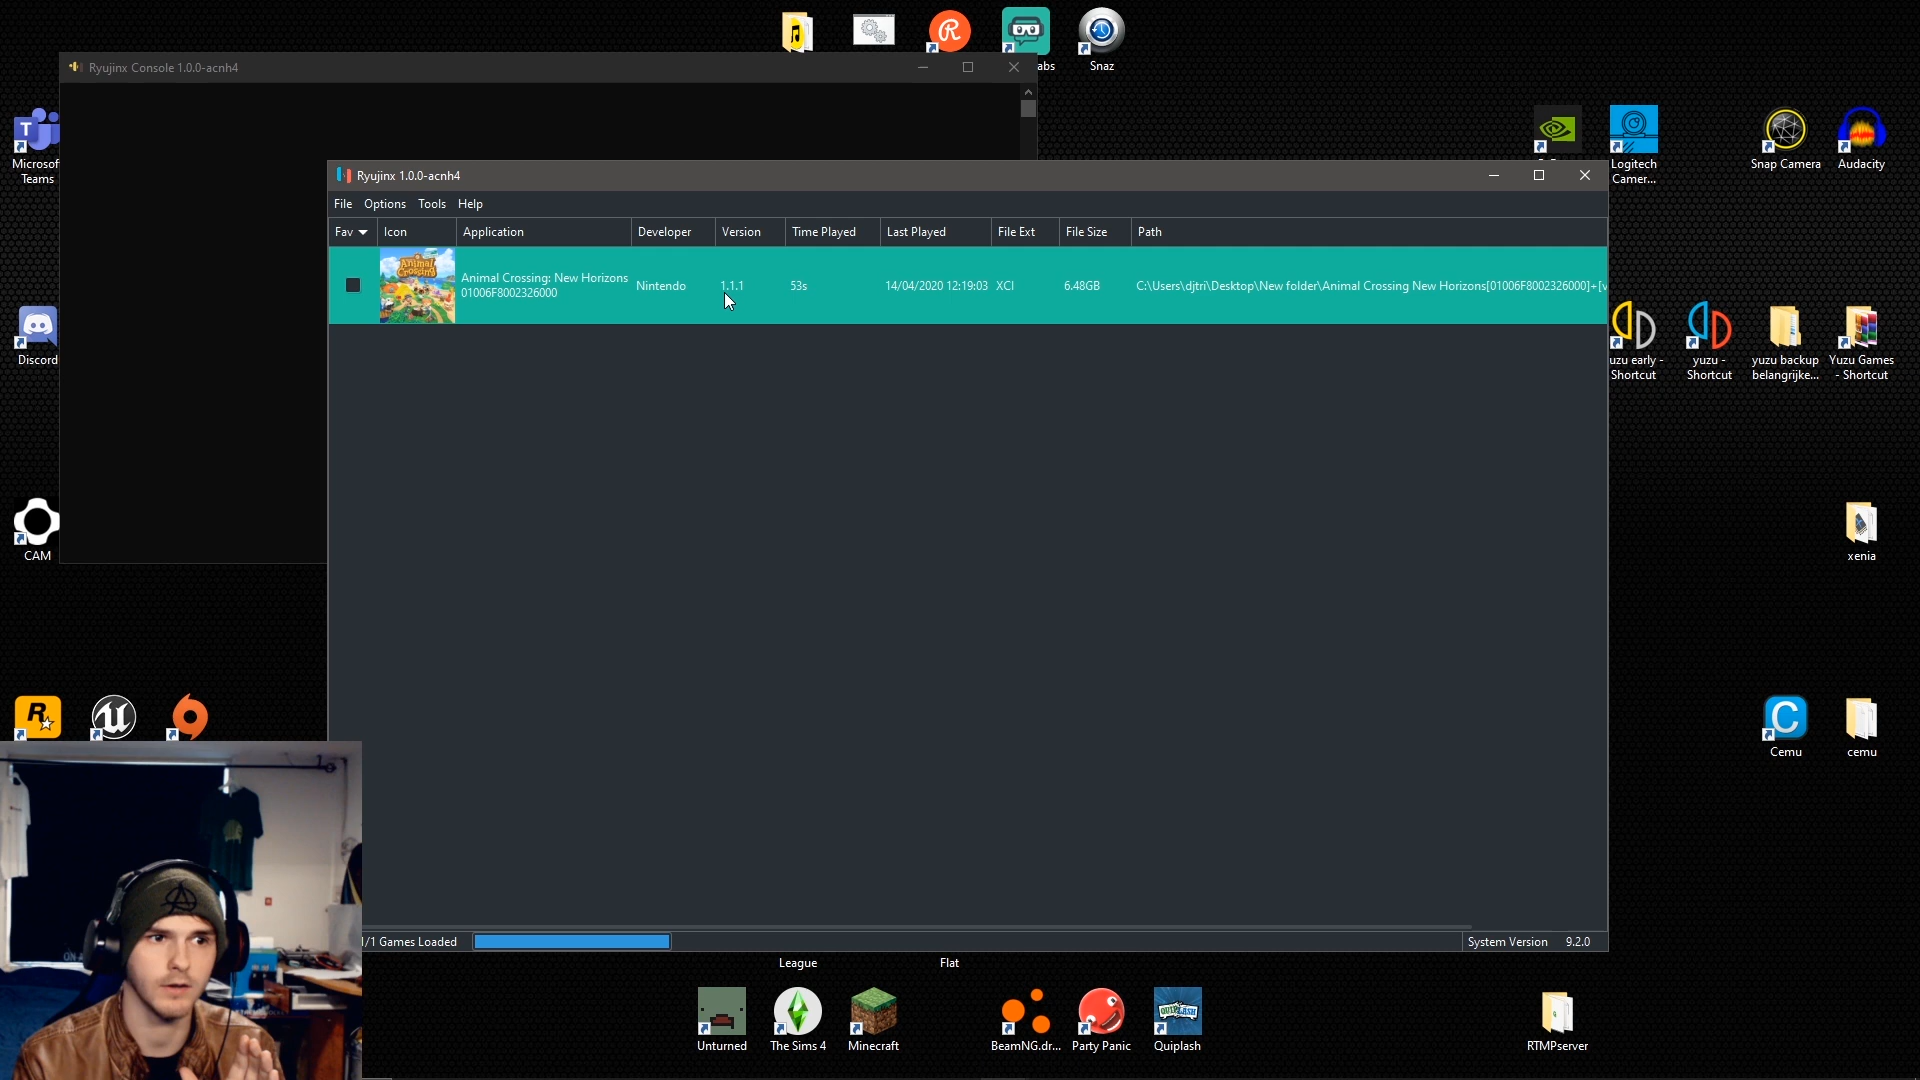 abs
Snaz
Ryujinx Console 1.0.0-acnh4
Microsof
Teams
Logitech
Camer...
Snap Camera
Audacity
Ryujinx 1.0.0-acnh4
File
Options
Tools
Help
Fav
Icon
Application
Developer
Version
Time Played
Last Played
File Ext
File Size
Path
Animal Crossing
Animal Crossing: New Horizons
01006F8002326000
Nintendo
1.1.1
53s
14/04/2020 12:19:03
XCI
6.48GB
C:\Users\djtri\Desktop\New folder\Animal Crossing New Horizons[01006F8002326000]+[v
Discord
uzu early -
Shortcut
yuzu -
Shortcut
yuzu backup
belangrijke...
Yuzu Games
- Shortcut
CAM
xenia
Cemu
cemu
1/1 Games Loaded
System Version
9.2.0
League
Flat
QUIPLASH
Unturned
The Sims 4
Minecraft
BeamNG.dr...
Party Panic
Quiplash
RTMPserver